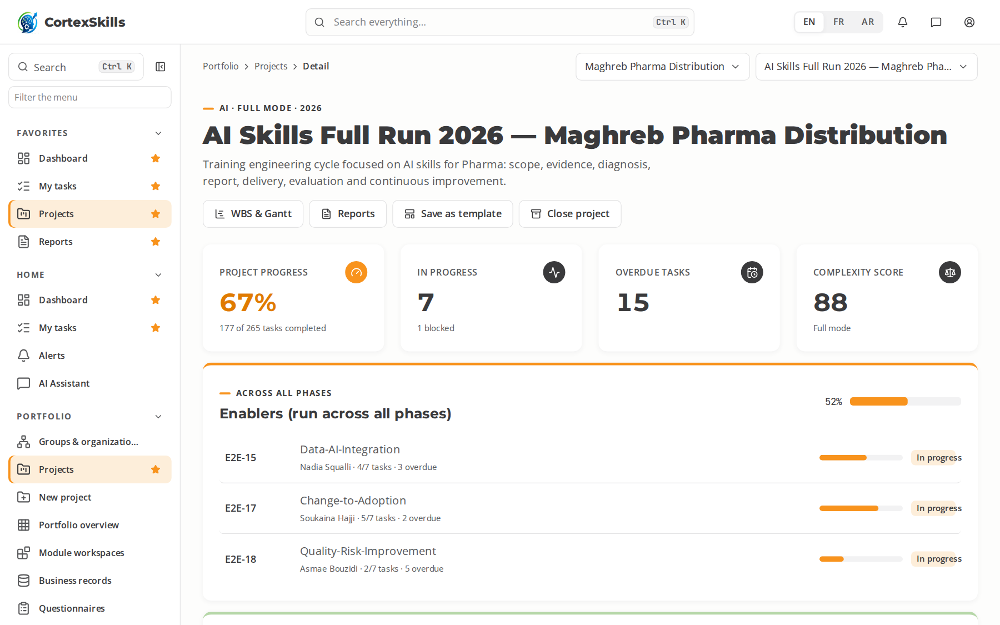 CortexSkills
Search everything...
Ctrl K
EN
FR
AR
Search
Ctrl K
Filter the menu
FAVORITES
Dashboard
My tasks
Projects
Reports
HOME
Dashboard
My tasks
Alerts
AI Assistant
PORTFOLIO
Groups & organizatio...
Projects
New project
Portfolio overview
Module workspaces
Business records
Questionnaires
Portfolio
Projects
Detail
Maghreb Pharma Distribution
AI Skills Full Run 2026 — Maghreb Pha...
AI · FULL MODE · 2026
AI Skills Full Run 2026 — Maghreb Pharma Distribution
Training engineering cycle focused on AI skills for Pharma: scope, evidence, diagnosis,
report, delivery, evaluation and continuous improvement.
WBS & Gantt
Reports
Save as template
Close project
PROJECT PROGRESS
67%
177 of 265 tasks completed
IN PROGRESS
7
1 blocked
OVERDUE TASKS
15
COMPLEXITY SCORE
88
Full mode
ACROSS ALL PHASES
Enablers (run across all phases)
52%
E2E-15
Data-AI-Integration
Nadia Squalli · 4/7 tasks · 3 overdue
In progress
E2E-17
Change-to-Adoption
Soukaina Hajji · 5/7 tasks · 2 overdue
In progress
E2E-18
Quality-Risk-Improvement
Asmae Bouzidi · 2/7 tasks · 5 overdue
In progress